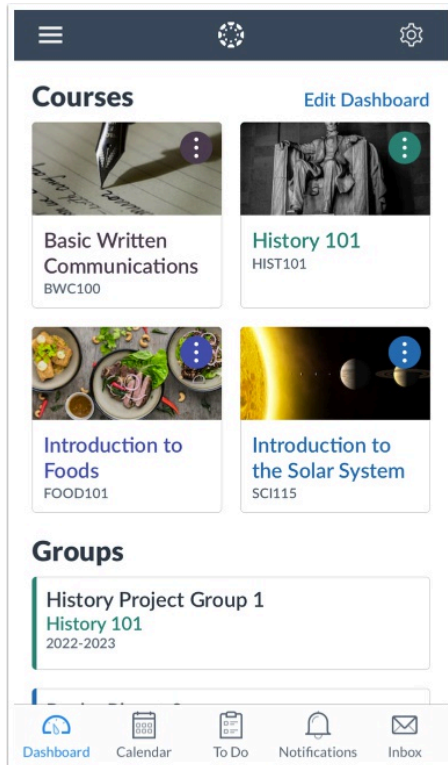 Courses
Edit Dashboard
Basic Written
Communications
BWC100
History 101
HIST101
Introduction to
Foods
FOOD101
Introduction to
the Solar System
SCI115
Groups
History Project Group 1
History 101
2022-2023
Dashboard
Calendar
To Do
Notifications
Inbox